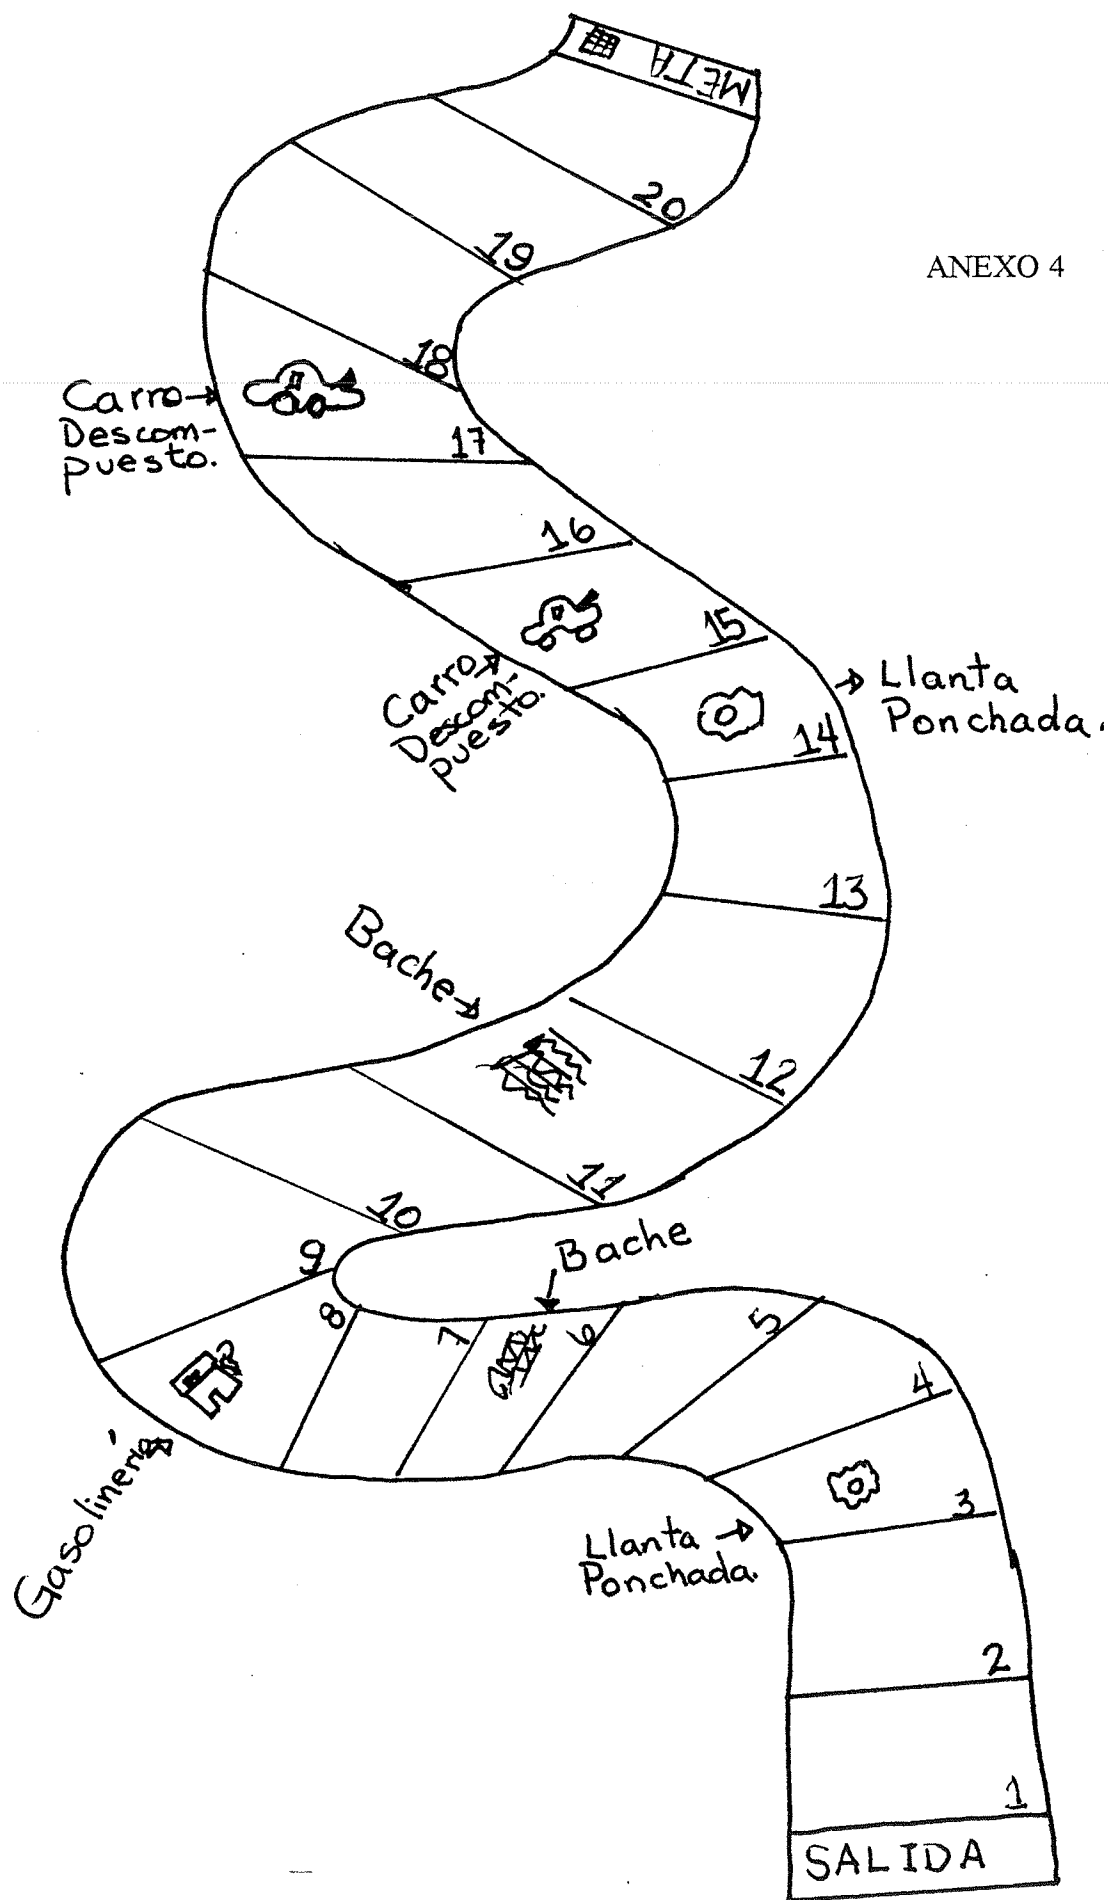 META
20
19
ANEXO 4
18
Carro
Descom-
puesto.
17
16
15
Carro
Descom-
puesto.
Llanta
Ponchada.
14
13
Bache
12
11
10
Bache
9
8
7
6
5
4
Gasolinería
3
Llanta
Ponchada.
2
1
SALIDA